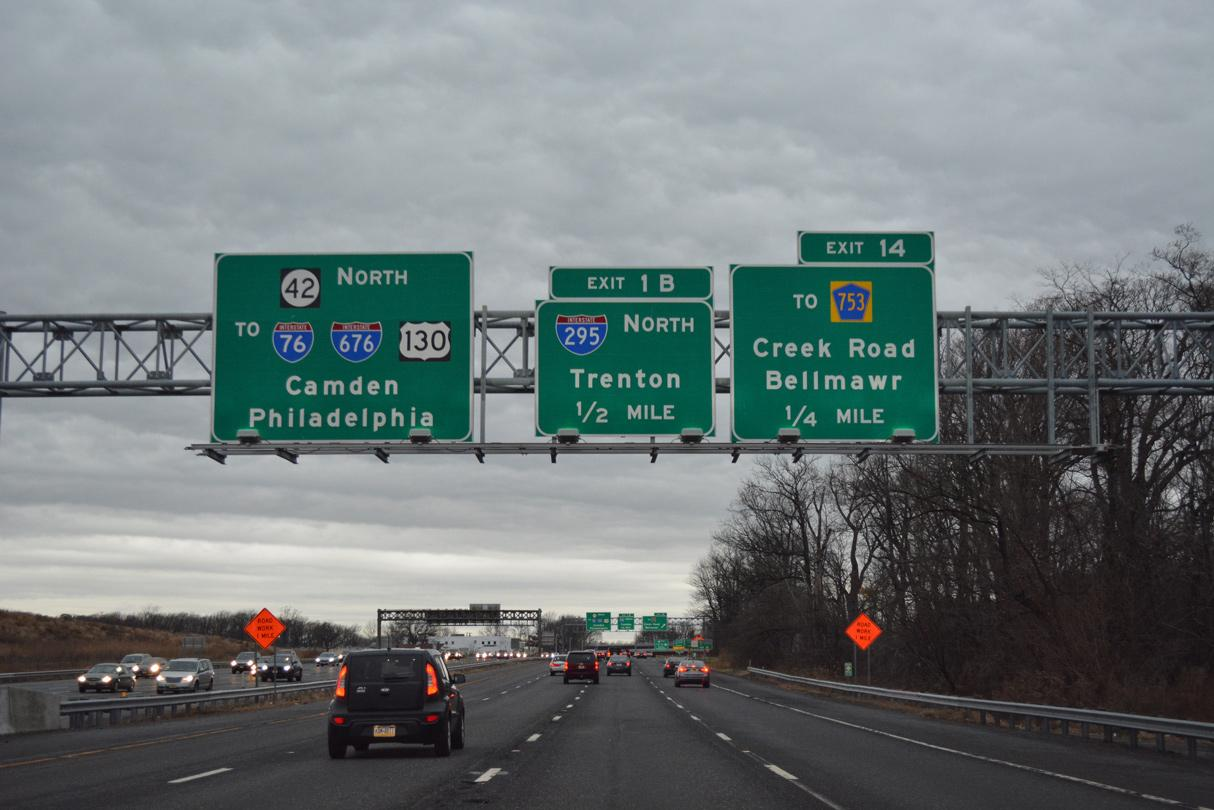 42 NORTH
TO INTERSTATE 76 INTERSTATE 676 130
Camden
Philadelphia
EXIT 1B
INTERSTATE 295 NORTH
Trenton
1/2 MILE
EXIT 14
TO 753
Creek Road
Bellmawr
1/4 MILE
ROAD
WORK
1 MILE
ROAD
WORK
1 MILE